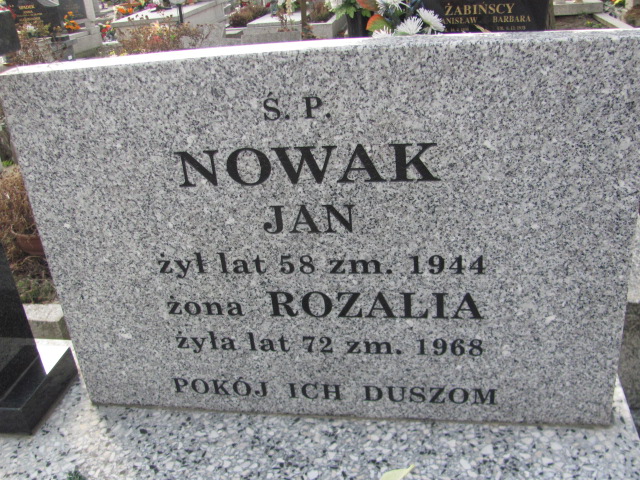 ŻABIŃSCY
BARBARA
Ś. P.
NOWAK
JAN
żył lat 58 zm. 1944
żona ROZALIA
żyła lat 72 zm. 1968
POKÓJ ICH DUSZOM